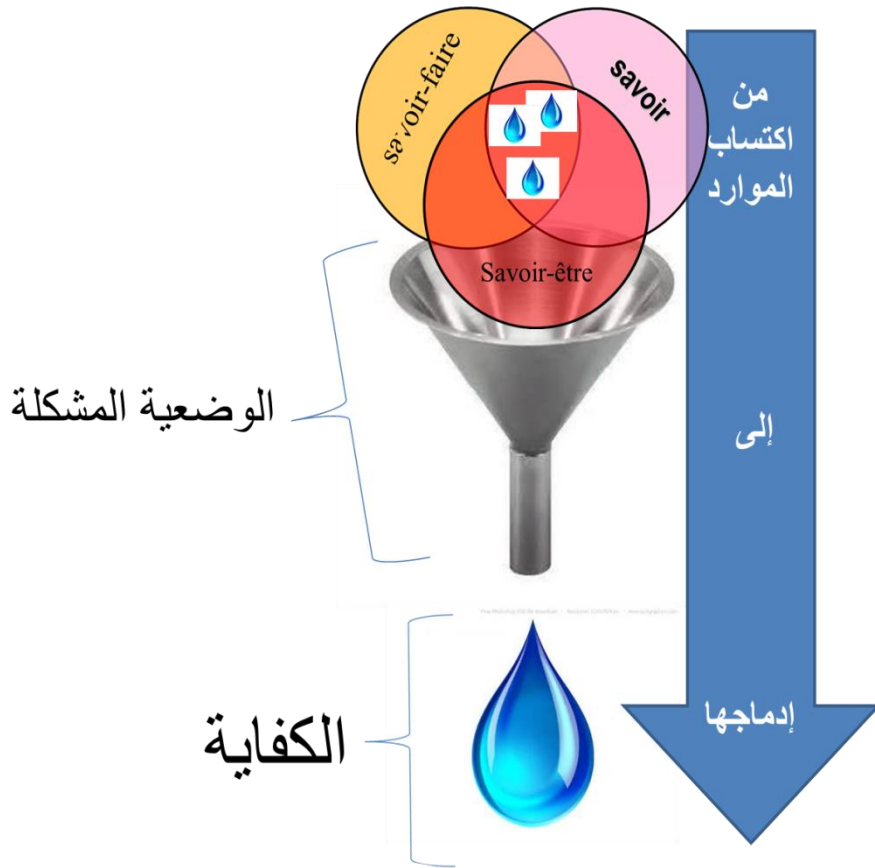 savoir-faire
savoir
Savoir-être
من
اكتساب
الموارد
إلى
إدماجها
الوضعية المشكلة
الكفاية